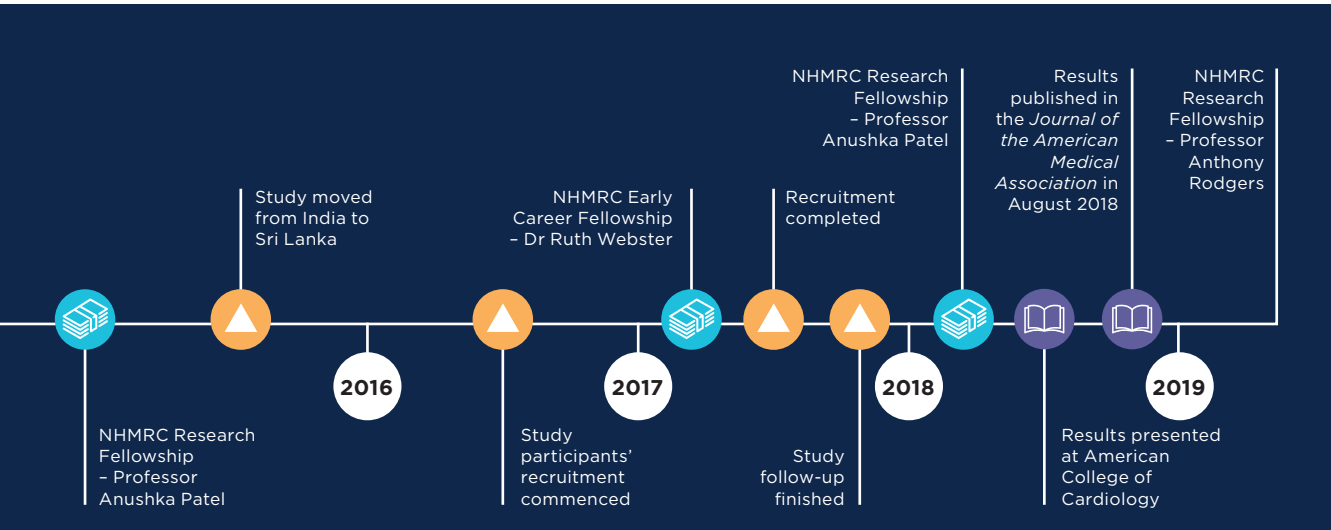 NHMRC Research
Fellowship
– Professor
Anushka Patel
Study moved
from India to
Sri Lanka
2016
Study
participants’
recruitment
commenced
2017
NHMRC Early
Career Fellowship
– Dr Ruth Webster
Recruitment
completed
Study
follow-up
finished
2018
NHMRC Research
Fellowship
– Professor
Anushka Patel
Results presented
at American
College of
Cardiology
Results
published in
the Journal of
the American
Medical
Association in
August 2018
2019
NHMRC
Research
Fellowship
– Professor
Anthony
Rodgers